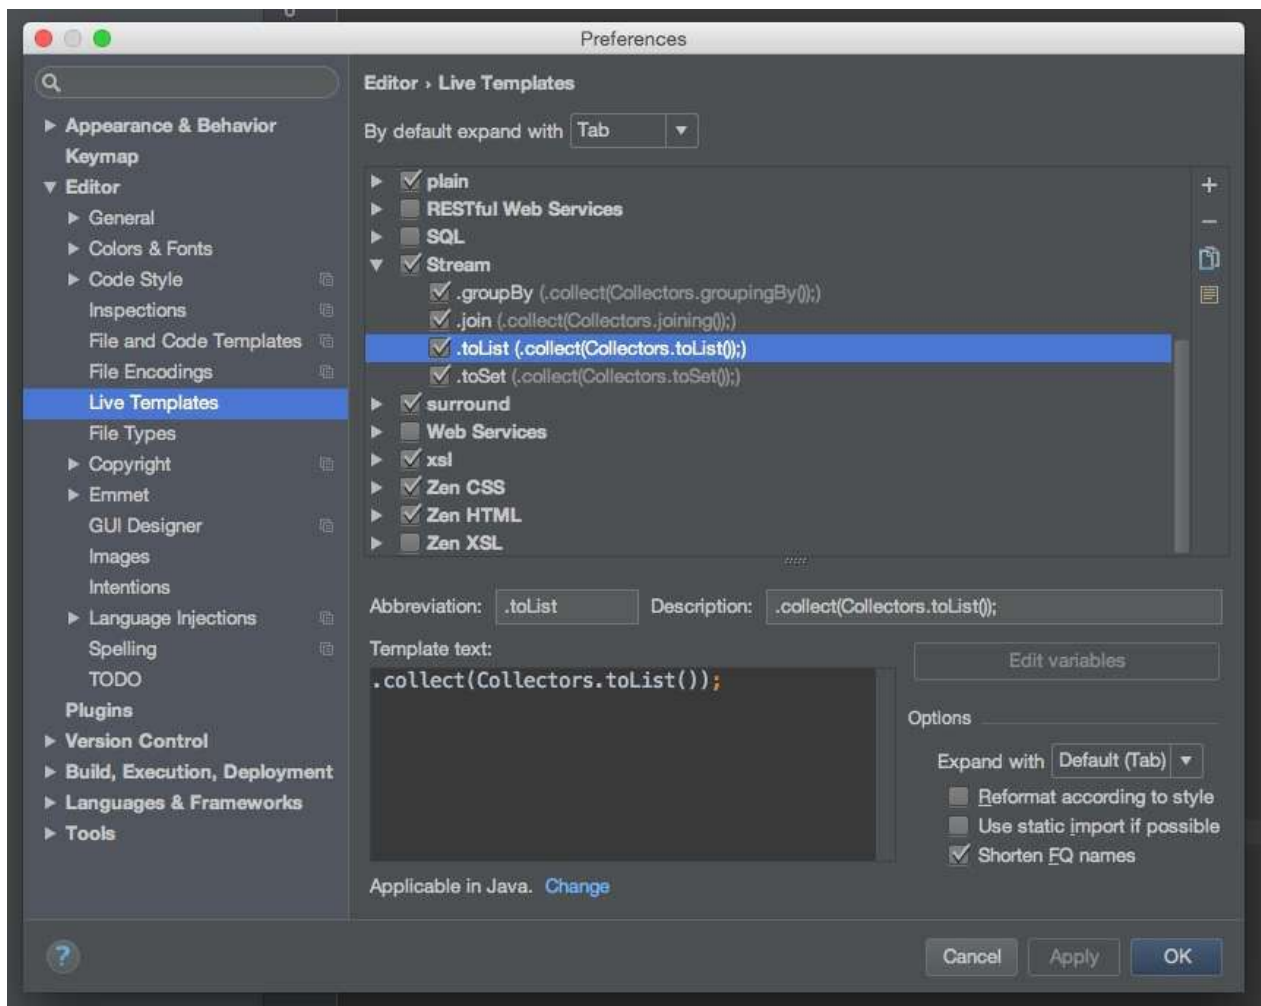 Preferences
Appearance & Behavior
Keymap
Editor
General
Colors & Fonts
Code Style
Inspections
File and Code Templates
File Encodings
Live Templates
File Types
Copyright
Emmet
GUI Designer
Images
Intentions
Language Injections
Spelling
TODO
Plugins
Version Control
Build, Execution, Deployment
Languages & Frameworks
Tools
Editor › Live Templates
By default expand with Tab
plain
RESTful Web Services
SQL
Stream
.groupBy (.collect(Collectors.groupingBy());)
.join (.collect(Collectors.joining());)
.toList (.collect(Collectors.toList());)
.toSet (.collect(Collectors.toSet());)
surround
Web Services
xsl
Zen CSS
Zen HTML
Zen XSL
Abbreviation: .toList Description: .collect(Collectors.toList());
Template text:
.collect(Collectors.toList());
Edit variables
Options
Expand with Default (Tab)
Reformat according to style
Use static import if possible
Shorten FQ names
Applicable in Java. Change
? Cancel Apply OK